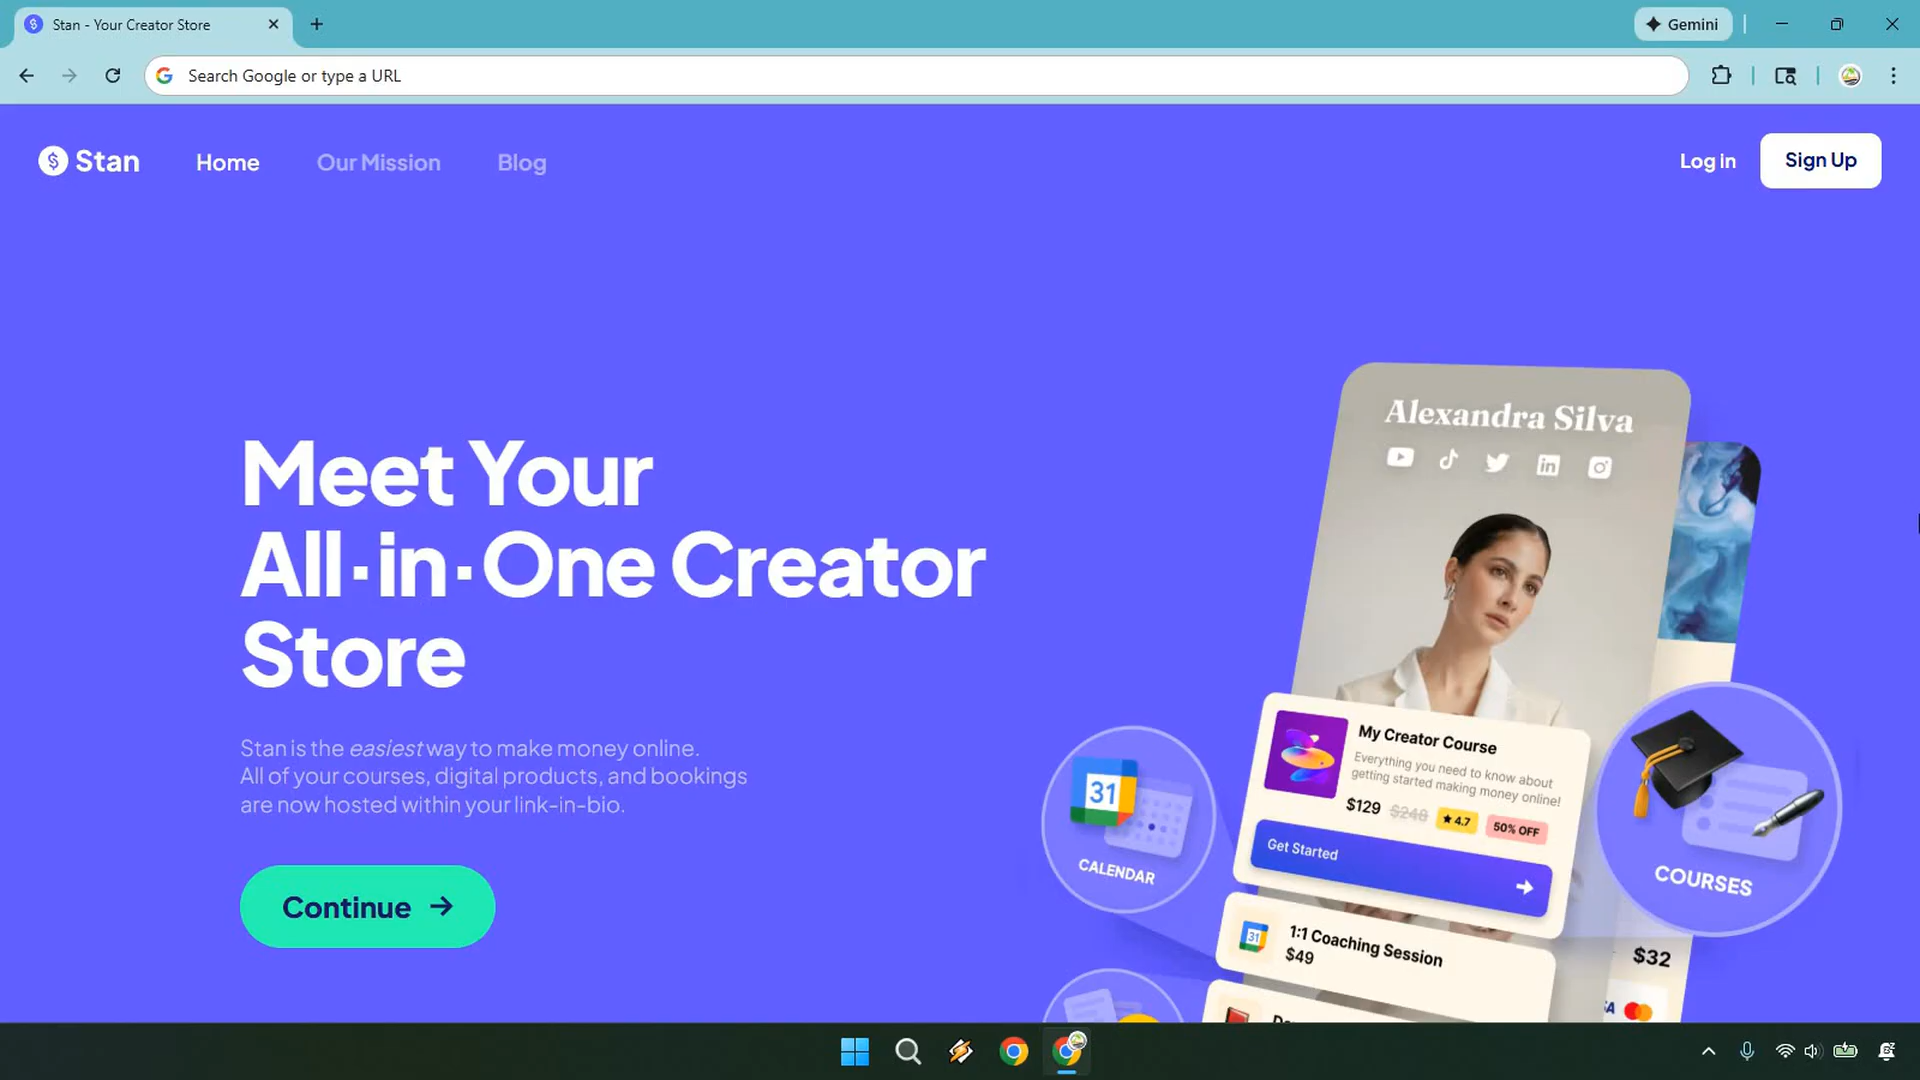 Stan - Your Creator Store
Gemini
Search Google or type a URL
Stan
Home
Our Mission
Blog
Log in
Sign Up
Meet Your
All·in·One Creator
Store
Stan is the easiest way to make money online.
All of your courses, digital products, and bookings
are now hosted within your link-in-bio.
Continue
Alexandra Silva
My Creator Course
Everything you need to know about
getting started making money online!
$129 $248 ★ 4.7 50% OFF
Get Started
31
CALENDAR
COURSES
31
1:1 Coaching Session
$49
$32